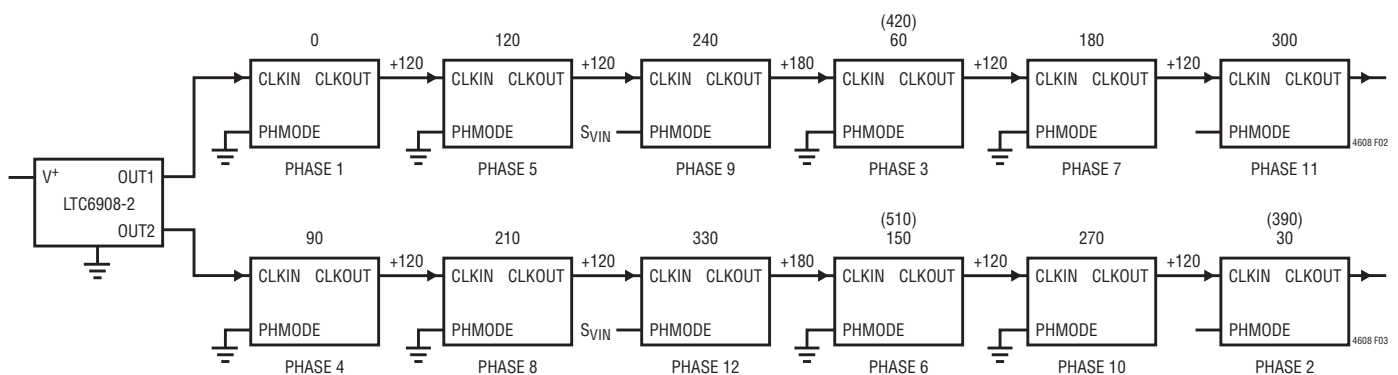 (420)
0 120 240 60 180 300
CLKIN CLKOUT +120 CLKIN CLKOUT +120 CLKIN CLKOUT +180 CLKIN CLKOUT +120 CLKIN CLKOUT +120 CLKIN CLKOUT
PHMODE PHMODE SVIN PHMODE PHMODE PHMODE PHMODE
4608 F02
PHASE 1 PHASE 5 PHASE 9 PHASE 3 PHASE 7 PHASE 11
V+ OUT1
LTC6908-2
OUT2
(510) (390)
90 210 330 150 270 30
CLKIN CLKOUT +120 CLKIN CLKOUT +120 CLKIN CLKOUT +180 CLKIN CLKOUT +120 CLKIN CLKOUT +120 CLKIN CLKOUT
PHMODE PHMODE SVIN PHMODE PHMODE PHMODE PHMODE
4608 F03
PHASE 4 PHASE 8 PHASE 12 PHASE 6 PHASE 10 PHASE 2